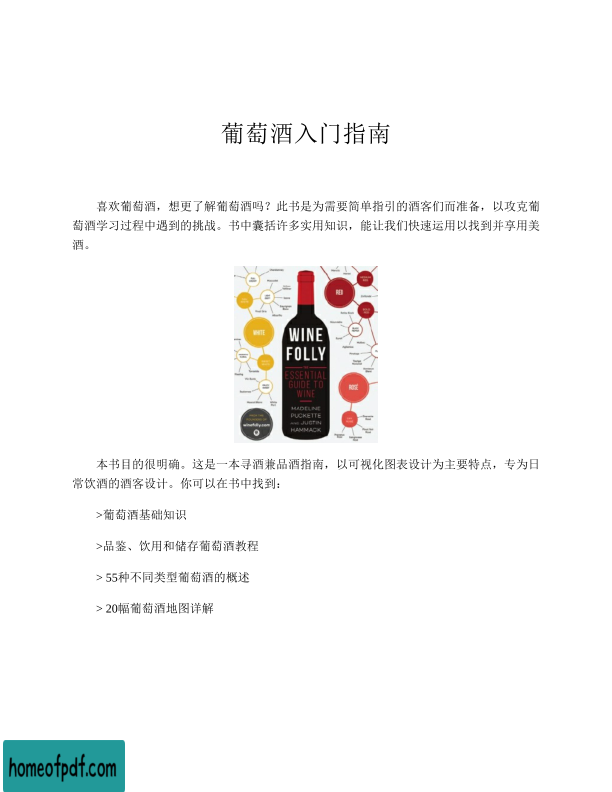 葡萄酒入门指南
喜欢葡萄酒，想更了解葡萄酒吗？此书是为需要简单指引的酒客们而准备，以攻克葡
萄酒学习过程中遇到的挑战。书中囊括许多实用知识，能让我们快速运用以找到并享用美
酒。
RED
WHITE
WINE
FOLLY
ESSENTIAL
GUIDE TO
WINE
ROSÉ
MADELINE
PUCKETTE
AND JUSTIN
HAMMACK
winefolly.com
本书目的很明确。这是一本寻酒兼品酒指南，以可视化图表设计为主要特点，专为日
常饮酒的酒客设计。你可以在书中找到：
>葡萄酒基础知识
>品鉴、饮用和储存葡萄酒教程
> 55种不同类型葡萄酒的概述
> 20幅葡萄酒地图详解
homeofpdf.com